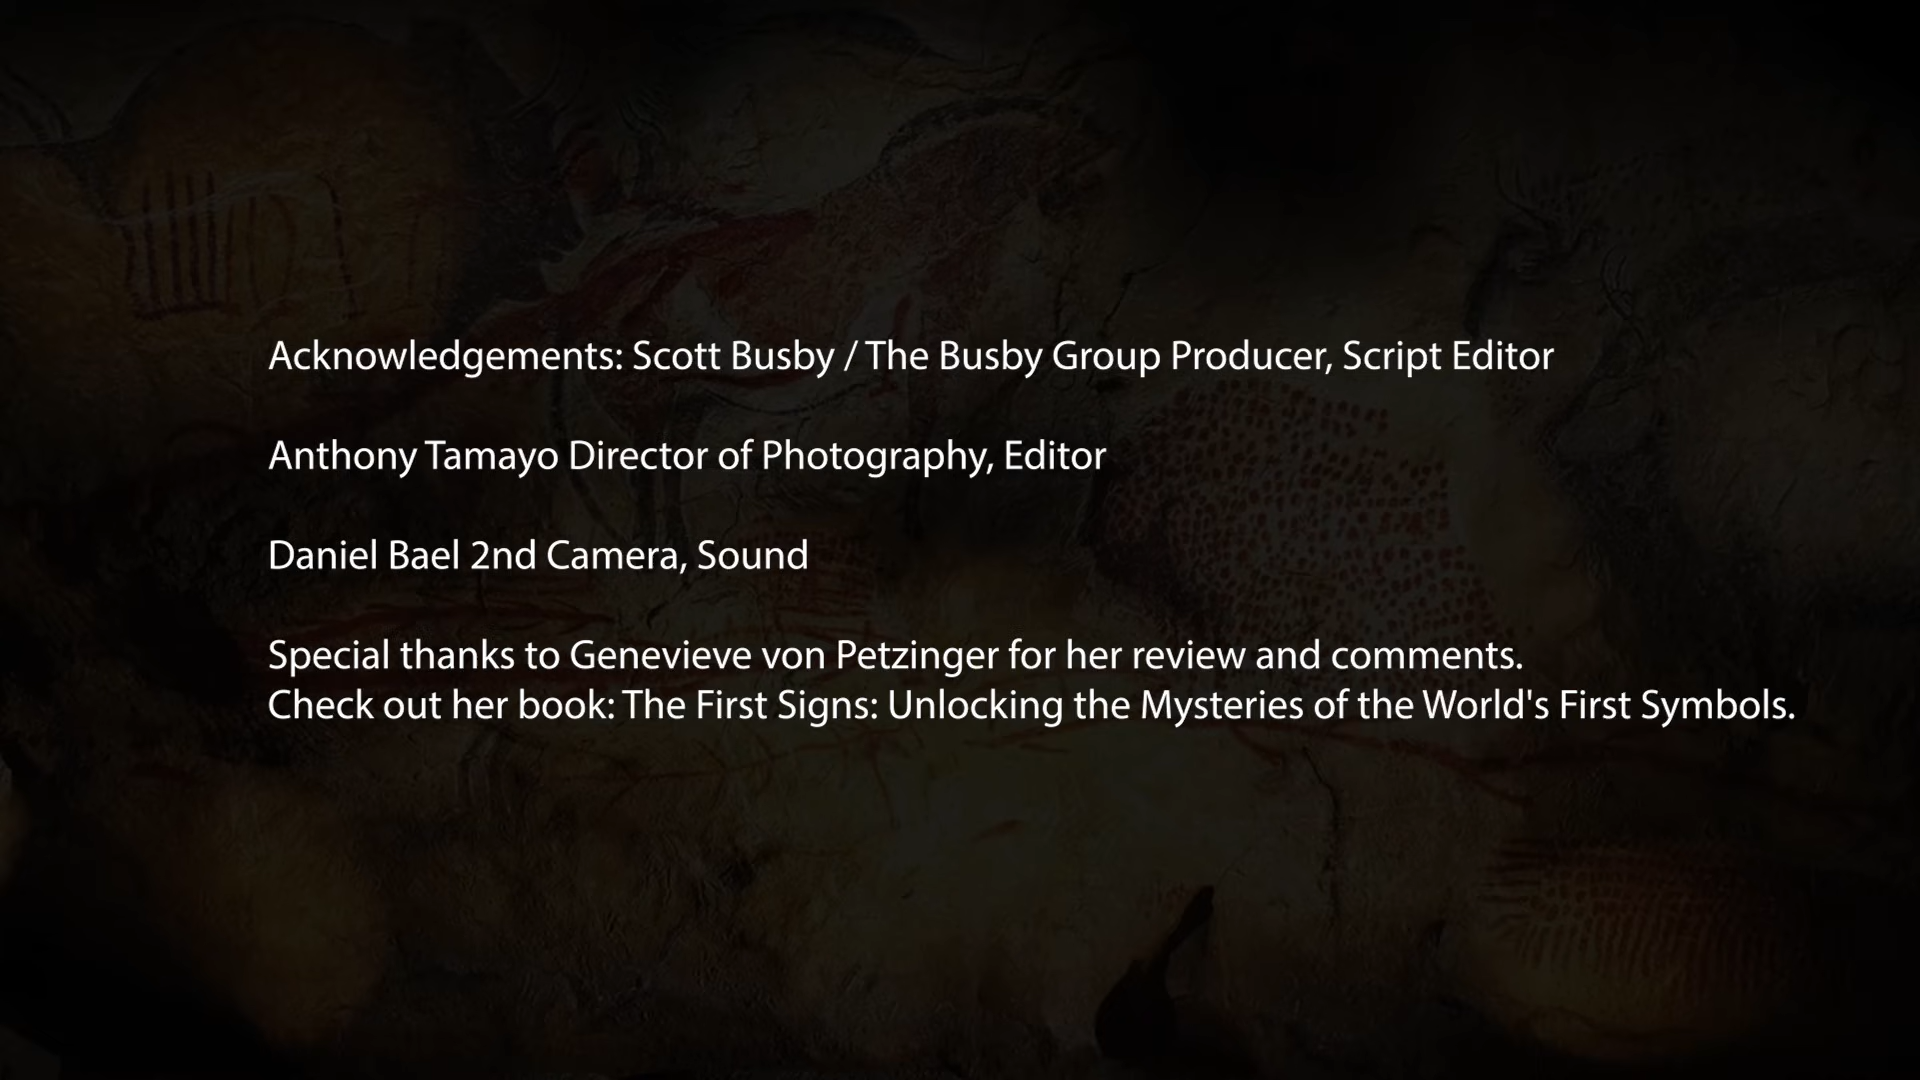 Acknowledgements: Scott Busby / The Busby Group Producer, Script Editor
Anthony Tamayo Director of Photography, Editor
Daniel Bael 2nd Camera, Sound
Special thanks to Genevieve von Petzinger for her review and comments.
Check out her book: The First Signs: Unlocking the Mysteries of the World's First Symbols.